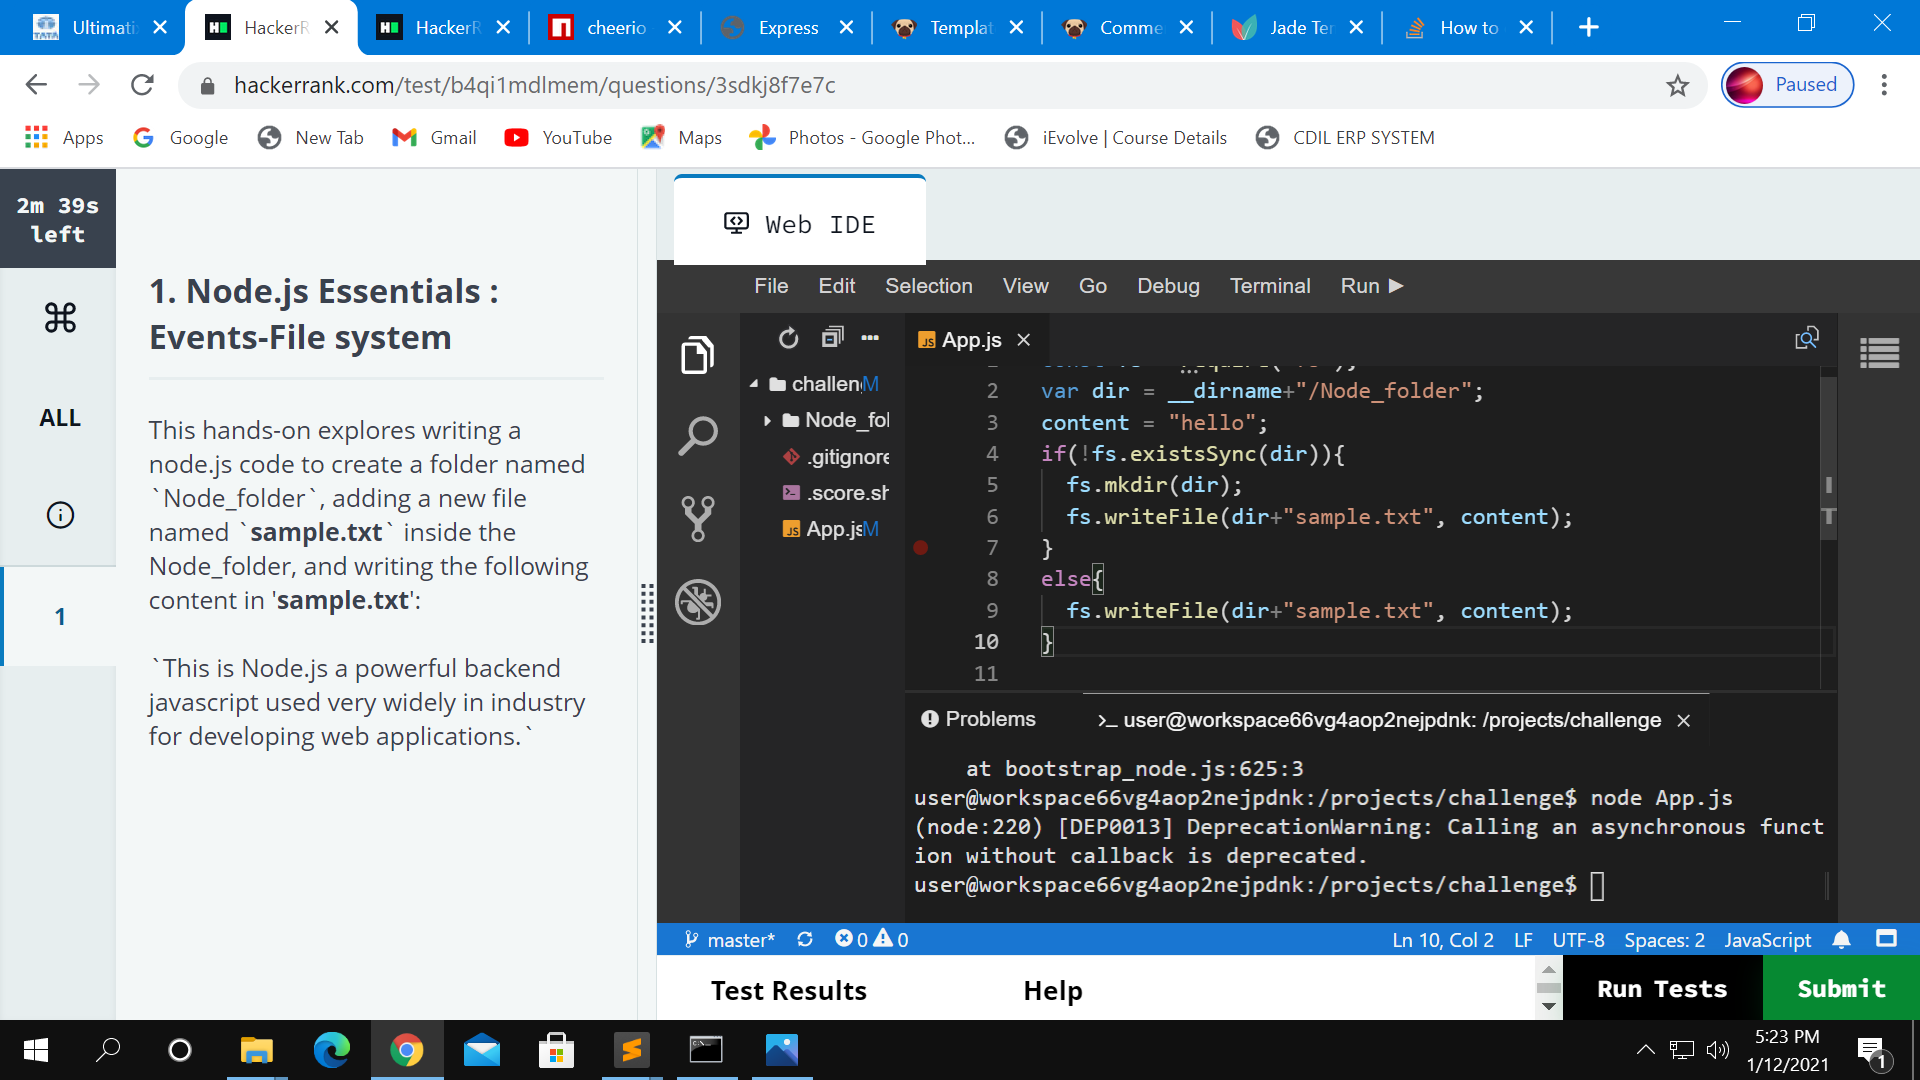 Ultimati
HackerR
HackerR
cheerio
Express
Templat
Comme
Jade Ter
How to
hackerrank.com/test/b4qi1mdlmem/questions/3sdkj8f7e7c
Paused
Apps
Google
New Tab
Gmail
YouTube
Maps
Photos - Google Phot...
iEvolve | Course Details
CDIL ERP SYSTEM
2m 39s
left
ALL
1
1. Node.js Essentials :
Events-File system
This hands-on explores writing a
node.js code to create a folder named
`Node_folder`, adding a new file
named `sample.txt` inside the
Node_folder, and writing the following
content in 'sample.txt':
`This is Node.js a powerful backend
javascript used very widely in industry
for developing web applications.`
Web IDE
File Edit Selection View Go Debug Terminal Run
challen M
Node_fol
.gitignore
.score.sh
App.js M
JS App.js
2 var dir = __dirname+"/Node_folder";
3 content = "hello";
4 if(!fs.existsSync(dir)){
5 fs.mkdir(dir);
6 fs.writeFile(dir+"sample.txt", content);
7 }
8 else{
9 fs.writeFile(dir+"sample.txt", content);
10 }
11
Problems
>_ user@workspace66vg4aop2nejpdnk: /projects/challenge
at bootstrap_node.js:625:3
user@workspace66vg4aop2nejpdnk:/projects/challenge$ node App.js
(node:220) [DEP0013] DeprecationWarning: Calling an asynchronous funct
ion without callback is deprecated.
user@workspace66vg4aop2nejpdnk:/projects/challenge$
master* 0 0 Ln 10, Col 2 LF UTF-8 Spaces: 2 JavaScript
Test Results
Help
Run Tests
Submit
5:23 PM
1/12/2021
1